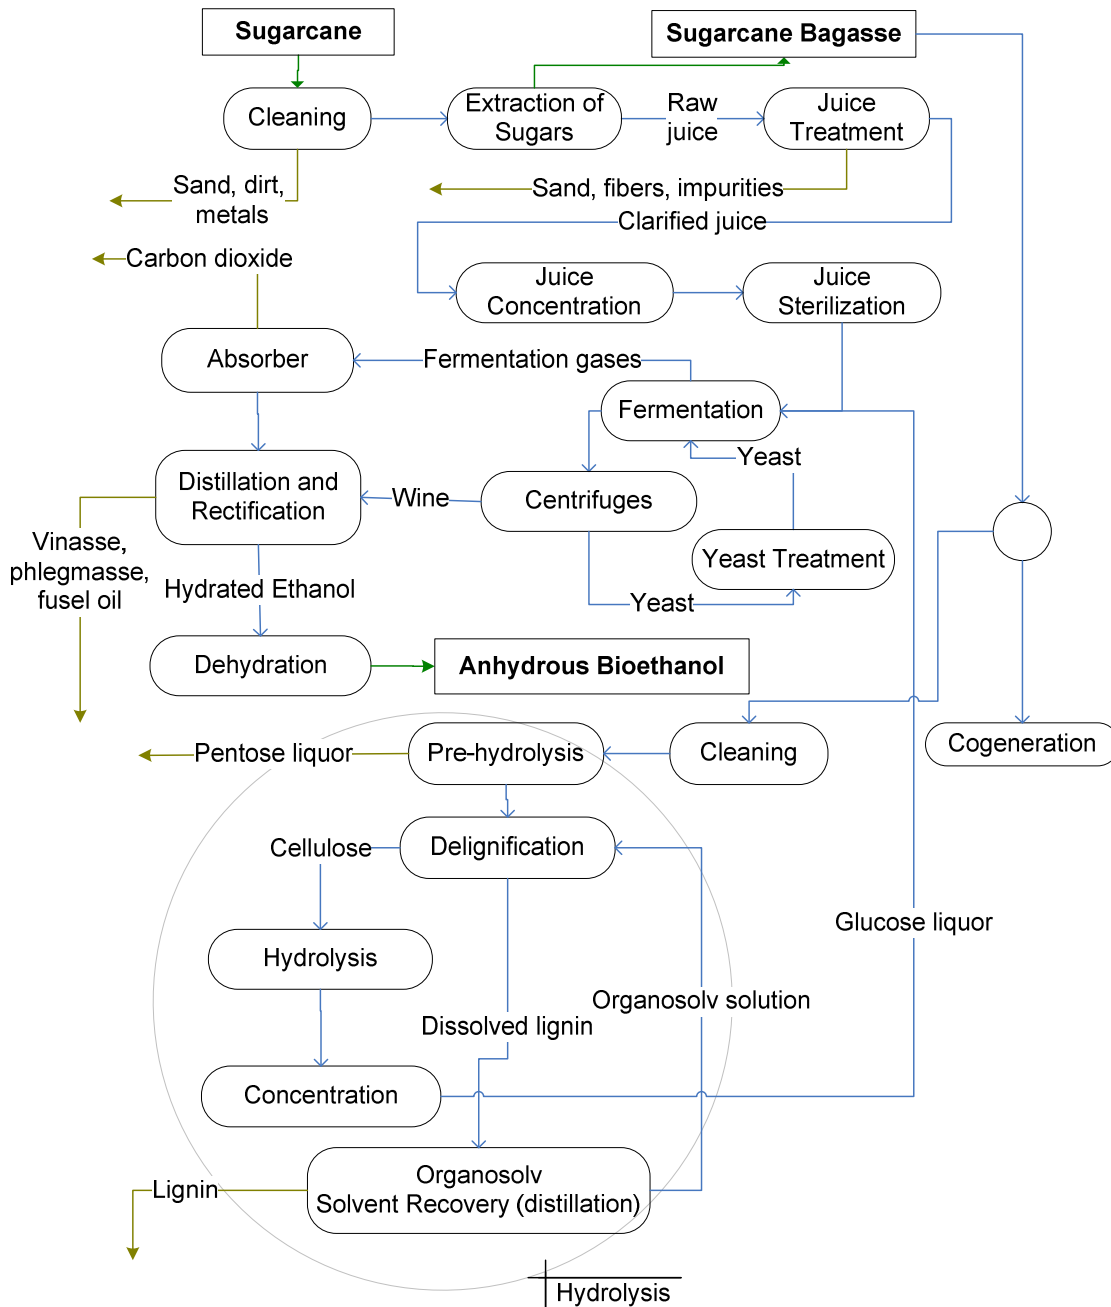 Sugarcane
Sugarcane Bagasse
Cleaning
Extraction of
Sugars
Raw
juice
Juice
Treatment
Sand, dirt,
metals
Sand, fibers, impurities
Clarified juice
Carbon dioxide
Juice
Concentration
Juice
Sterilization
Absorber
Fermentation gases
Fermentation
Yeast
Distillation and
Rectification
Wine
Centrifuges
Yeast Treatment
Vinasse,
phlegmasse,
fusel oil
Hydrated Ethanol
Yeast
Dehydration
Anhydrous Bioethanol
Pentose liquor
Pre-hydrolysis
Cleaning
Cogeneration
Cellulose
Delignification
Glucose liquor
Hydrolysis
Organosolv solution
Dissolved lignin
Concentration
Organosolv
Solvent Recovery (distillation)
Lignin
Hydrolysis